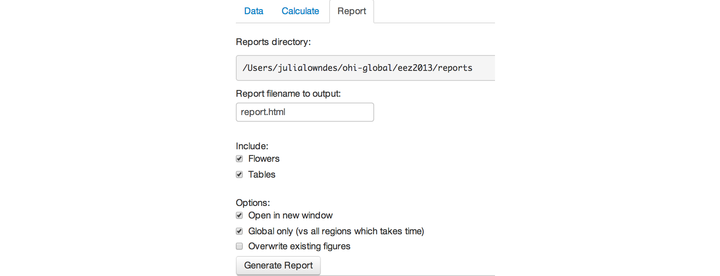 Data Calculate Report
Reports directory:
/Users/julialowndes/ohi-global/eez2013/reports
Report filename to output:
report.html
Include:
Flowers
Tables
Options:
Open in new window
Global only (vs all regions which takes time)
Overwrite existing figures
Generate Report